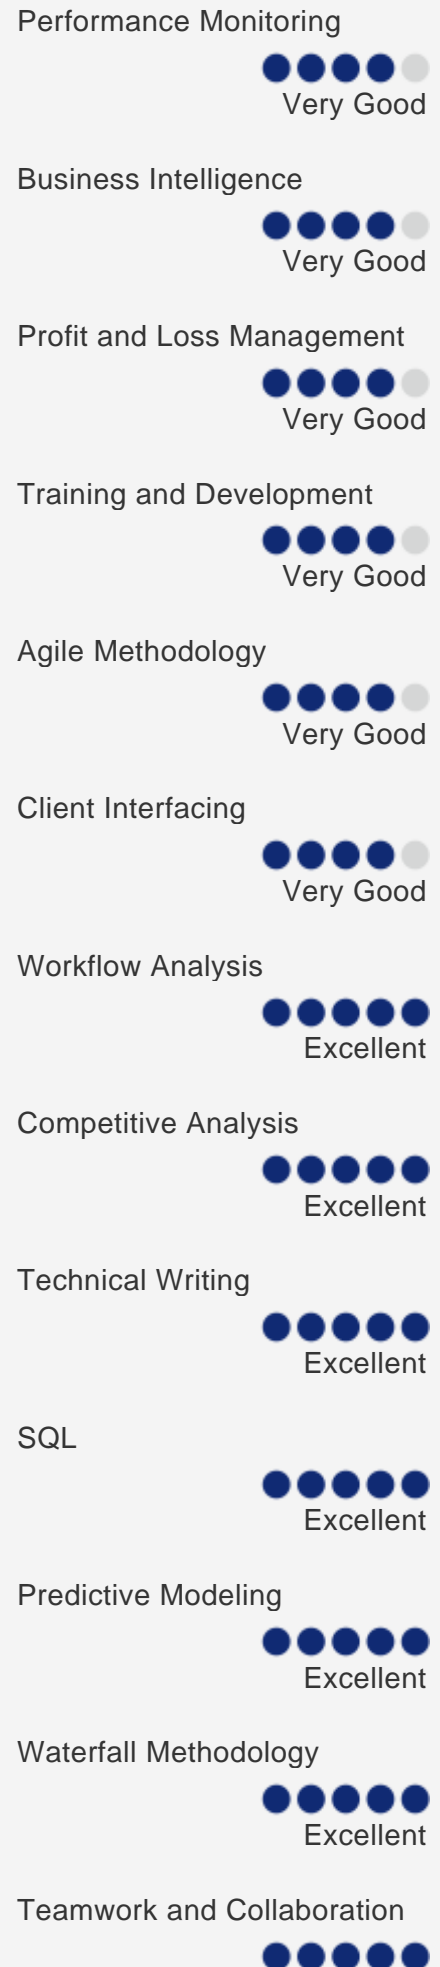 Performance Monitoring
Very Good
Business Intelligence
Very Good
Profit and Loss Management
Very Good
Training and Development
Very Good
Agile Methodology
Very Good
Client Interfacing
Very Good
Workflow Analysis
Excellent
Competitive Analysis
Excellent
Technical Writing
Excellent
SQL
Excellent
Predictive Modeling
Excellent
Waterfall Methodology
Excellent
Teamwork and Collaboration